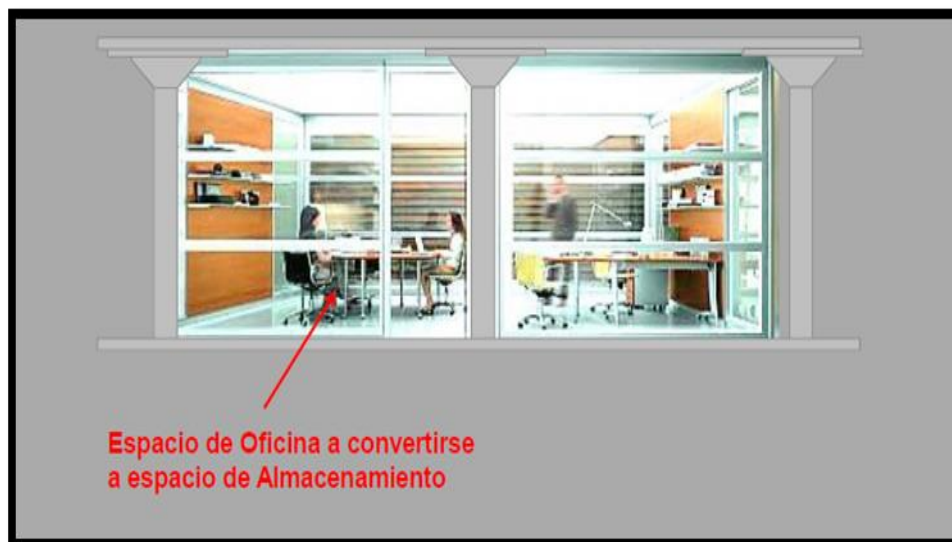 Espacio de Oficina a convertirse
a espacio de Almacenamiento